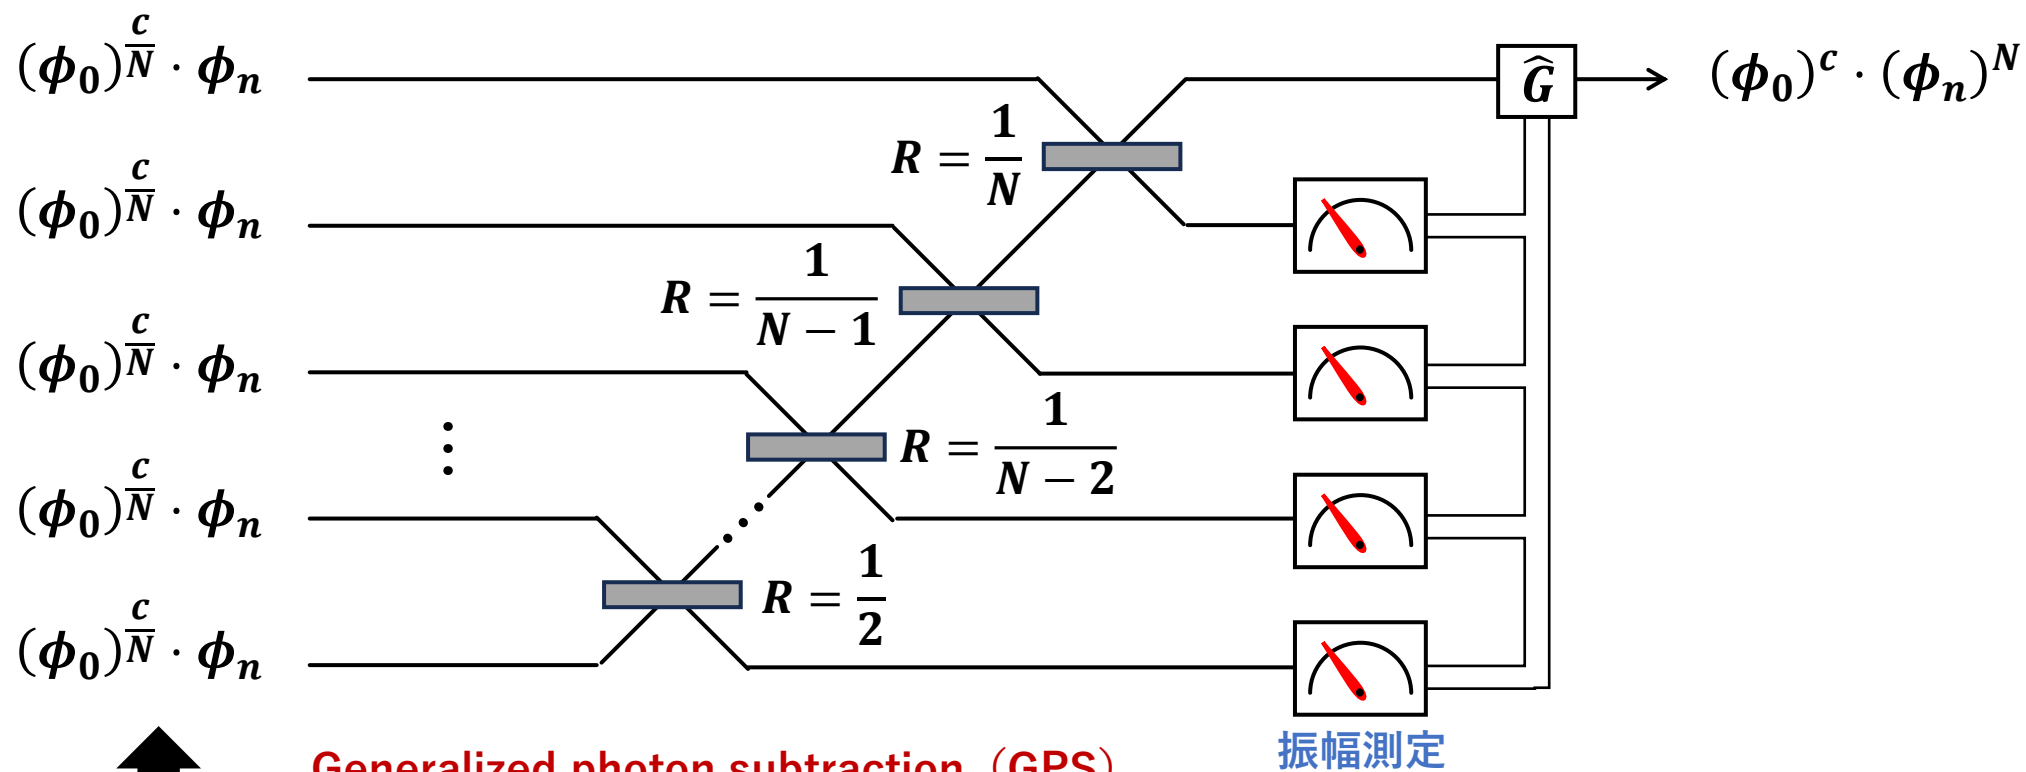 (ϕ₀)^{c/N} · ϕₙ
Ĝ
(ϕ₀)^c · (ϕₙ)^N
R = 1/N
(ϕ₀)^{c/N} · ϕₙ
R = 1/(N − 1)
(ϕ₀)^{c/N} · ϕₙ
R = 1/(N − 2)
(ϕ₀)^{c/N} · ϕₙ
R = 1/2
(ϕ₀)^{c/N} · ϕₙ
振幅測定
Generalized photon subtraction（GPS）